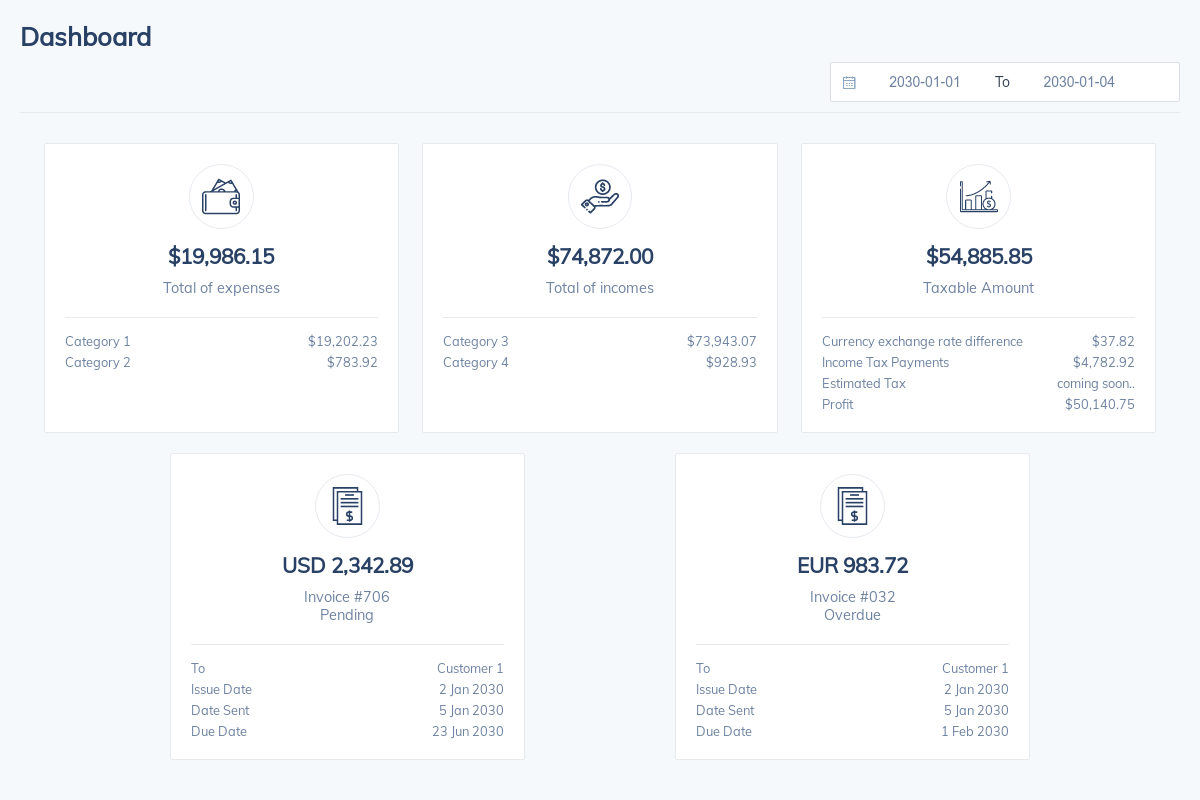 Dashboard
2030-01-01 To 2030-01-04
$19,986.15
Total of expenses
Category 1 $19,202.23
Category 2 $783.92
$74,872.00
Total of incomes
Category 3 $73,943.07
Category 4 $928.93
$54,885.85
Taxable Amount
Currency exchange rate difference $37.82
Income Tax Payments $4,782.92
Estimated Tax coming soon..
Profit $50,140.75
USD 2,342.89
Invoice #706
Pending
To Customer 1
Issue Date 2 Jan 2030
Date Sent 5 Jan 2030
Due Date 23 Jun 2030
EUR 983.72
Invoice #032
Overdue
To Customer 1
Issue Date 2 Jan 2030
Date Sent 5 Jan 2030
Due Date 1 Feb 2030